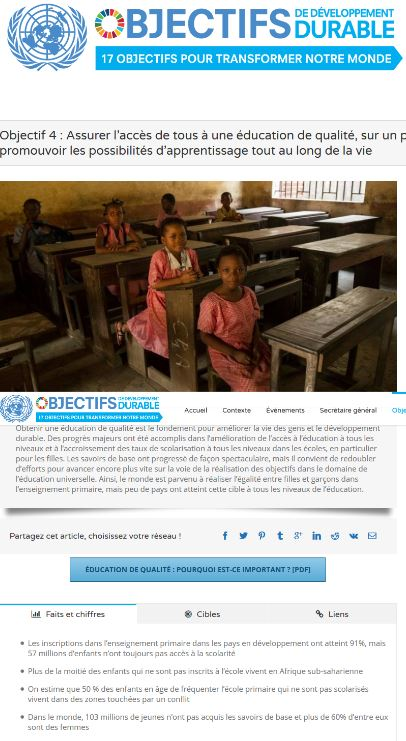 OBJECTIFS DE DÉVELOPPEMENT
DURABLE
17 OBJECTIFS POUR TRANSFORMER NOTRE MONDE
Objectif 4 : Assurer l'accès de tous à une éducation de qualité, sur un p
promouvoir les possibilités d'apprentissage tout au long de la vie
OBJECTIFS DE DÉVELOPPEMENT
DURABLE
17 OBJECTIFS POUR TRANSFORMER NOTRE MONDE
Accueil Contexte Évènements Secrétaire général Obje
Obtenir une éducation de qualité est le fondement pour améliorer la vie des gens et le développement
durable. Des progrès majeurs ont été accomplis dans l'amélioration de l'accès à l'éducation à tous les
niveaux et à l'accroissement des taux de scolarisation à tous les niveaux dans les écoles, en particulier
pour les filles. Les savoirs de base ont progressé de façon spectaculaire, mais il convient de redoubler
d'efforts pour avancer encore plus vite sur la voie de la réalisation des objectifs dans le domaine de
l'éducation universelle. Ainsi, le monde est parvenu à réaliser l'égalité entre filles et garçons dans
l'enseignement primaire, mais peu de pays ont atteint cette cible à tous les niveaux de l'éducation.
Partagez cet article, choisissez votre réseau !
ÉDUCATION DE QUALITÉ : POURQUOI EST-CE IMPORTANT ? [PDF]
Faits et chiffres Cibles Liens
Les inscriptions dans l'enseignement primaire dans les pays en développement ont atteint 91%, mais
57 millions d'enfants n'ont toujours pas accès à la scolarité
Plus de la moitié des enfants qui ne sont pas inscrits à l'école vivent en Afrique sub-saharienne
On estime que 50 % des enfants en âge de fréquenter l'école primaire qui ne sont pas scolarisés
vivent dans des zones touchées par un conflit
Dans le monde, 103 millions de jeunes n'ont pas acquis les savoirs de base et plus de 60% d'entre eux
sont des femmes